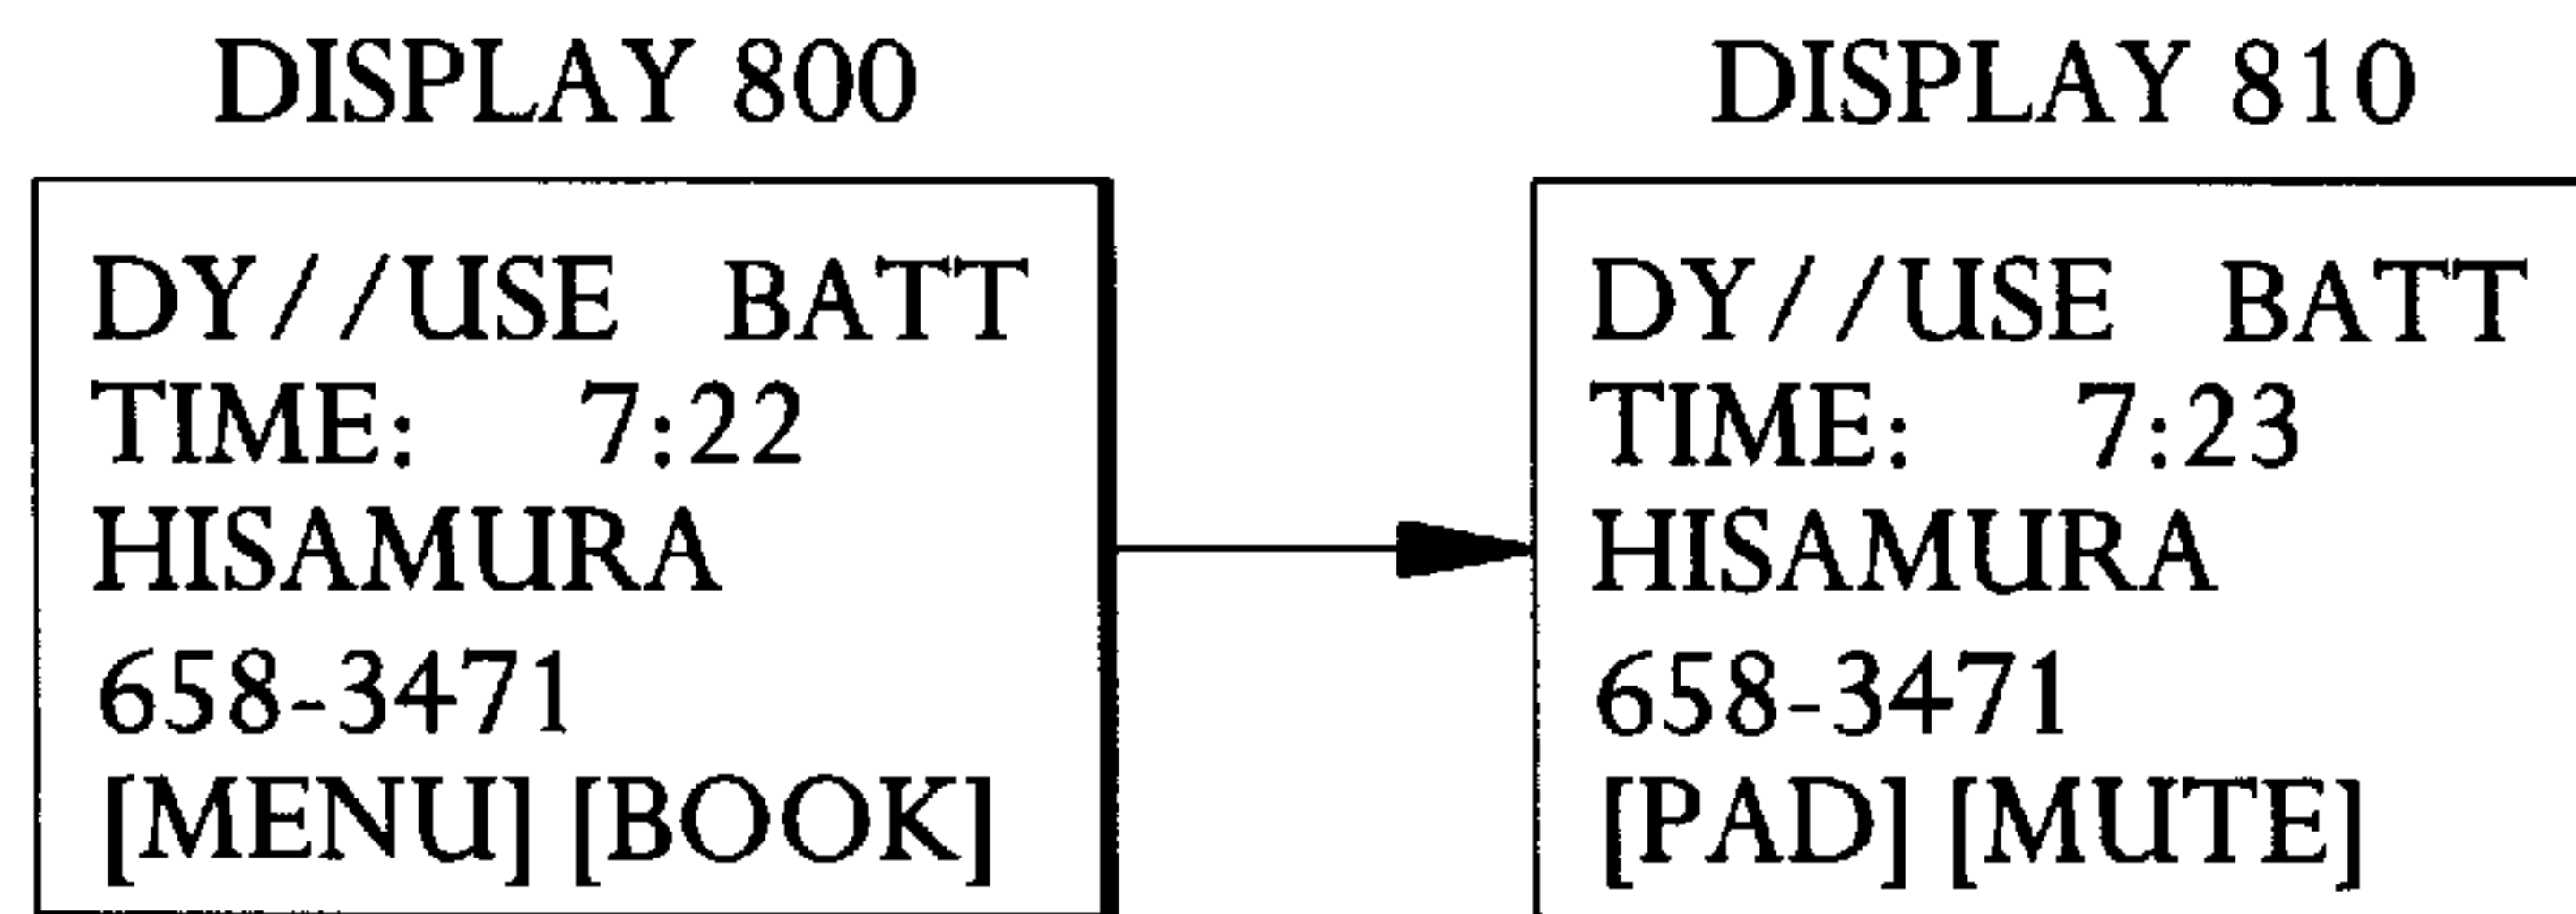 DISPLAY 800
DY//USE BATT
TIME: 7:22
HISAMURA
658-3471
[MENU] [BOOK]
DISPLAY 810
DY//USE BATT
TIME: 7:23
HISAMURA
658-3471
[PAD] [MUTE]